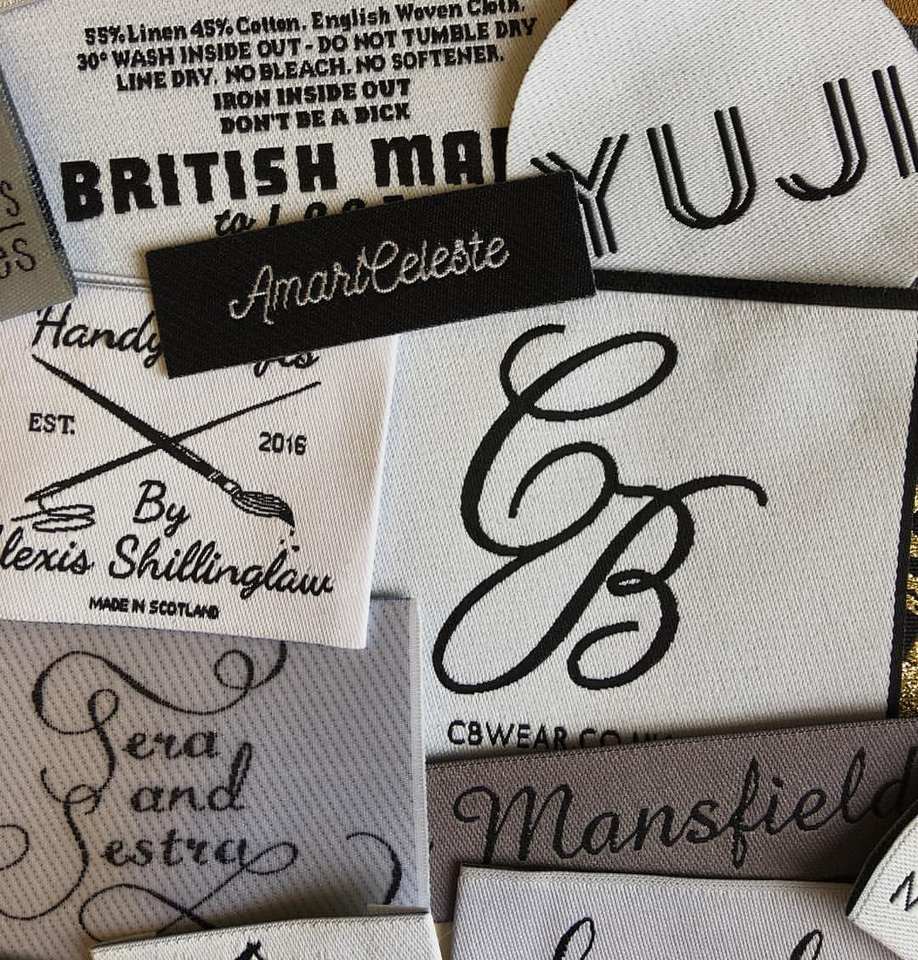 55% Linen 45% Cotton. English Woven Cloth.
30° WASH INSIDE OUT - DO NOT TUMBLE DRY
LINE DRY. NO BLEACH. NO SOFTENER.
IRON INSIDE OUT
DON'T BE A DICK
BRITISH
to
YUJI
AmartCeleste
EST. 2016
By
Shillinglaw
MADE IN SCOTLAND
CB
CBWEAR
Sera
and
Sestra
Mansfield